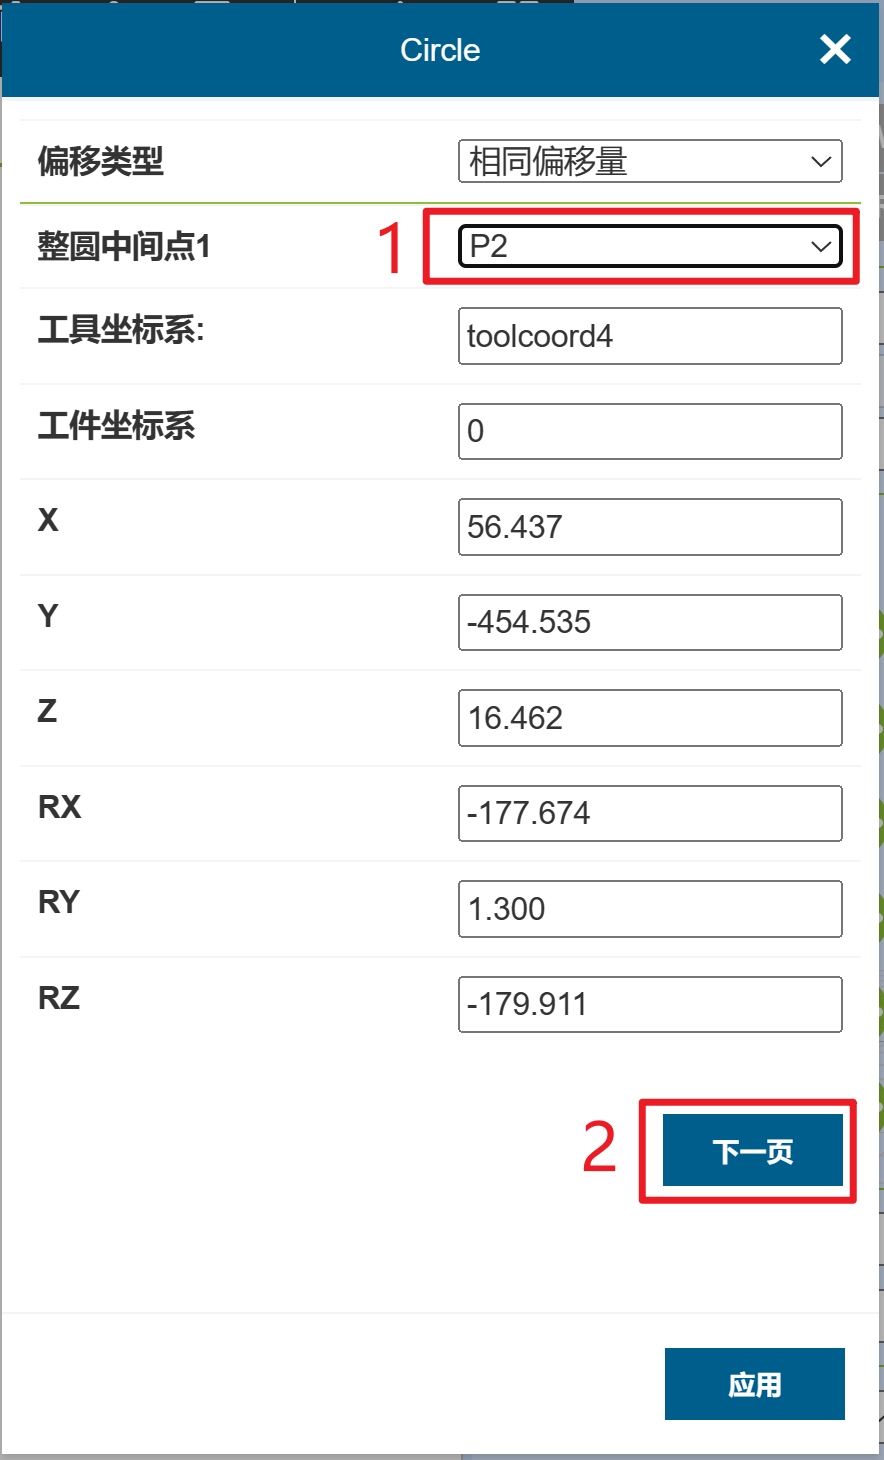 Circle
偏移类型 相同偏移量
整圆中间点1 1 P2
工具坐标系: toolcoord4
工件坐标系 0
X 56.437
Y -454.535
Z 16.462
RX -177.674
RY 1.300
RZ -179.911
2 下一页
应用